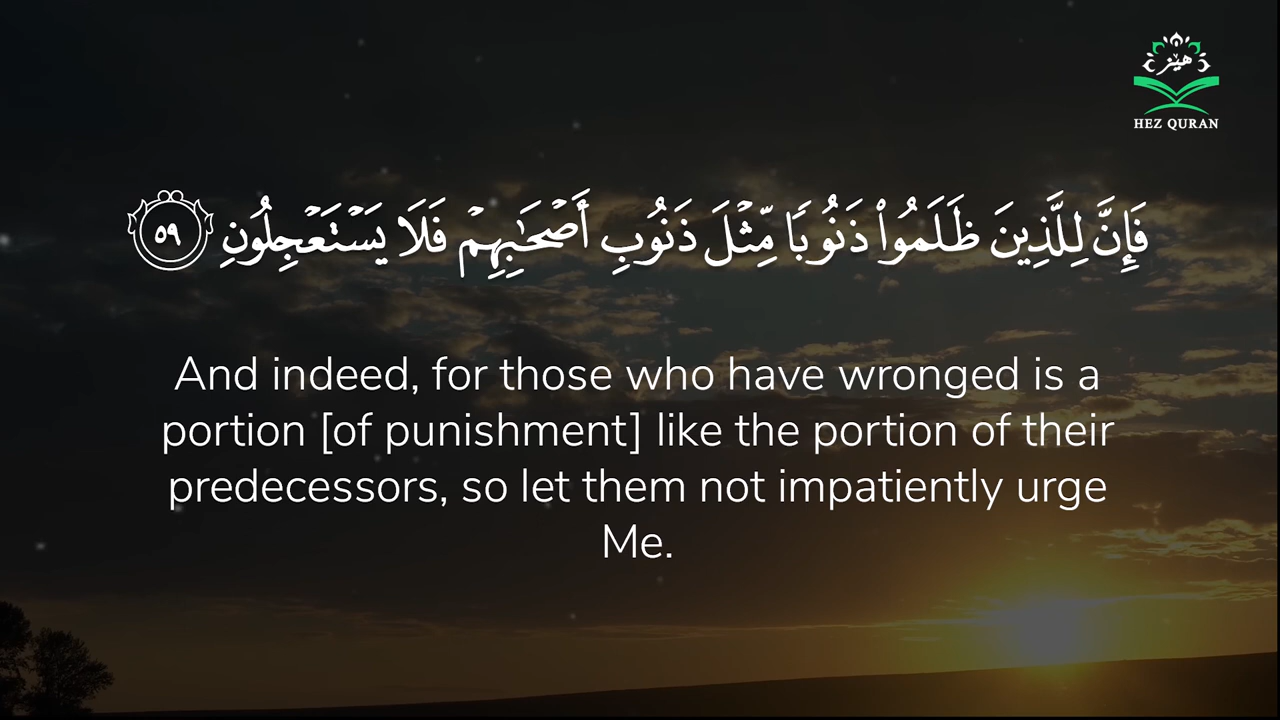 هێز
HEZ QURAN
فَإِنَّ لِلَّذِينَ ظَلَمُوا۟ ذَنُوبًا مِّثْلَ ذَنُوبِ أَصْحَـٰبِهِمْ فَلَا يَسْتَعْجِلُونِ ٥٩
And indeed, for those who have wronged is a
portion [of punishment] like the portion of their
predecessors, so let them not impatiently urge
Me.